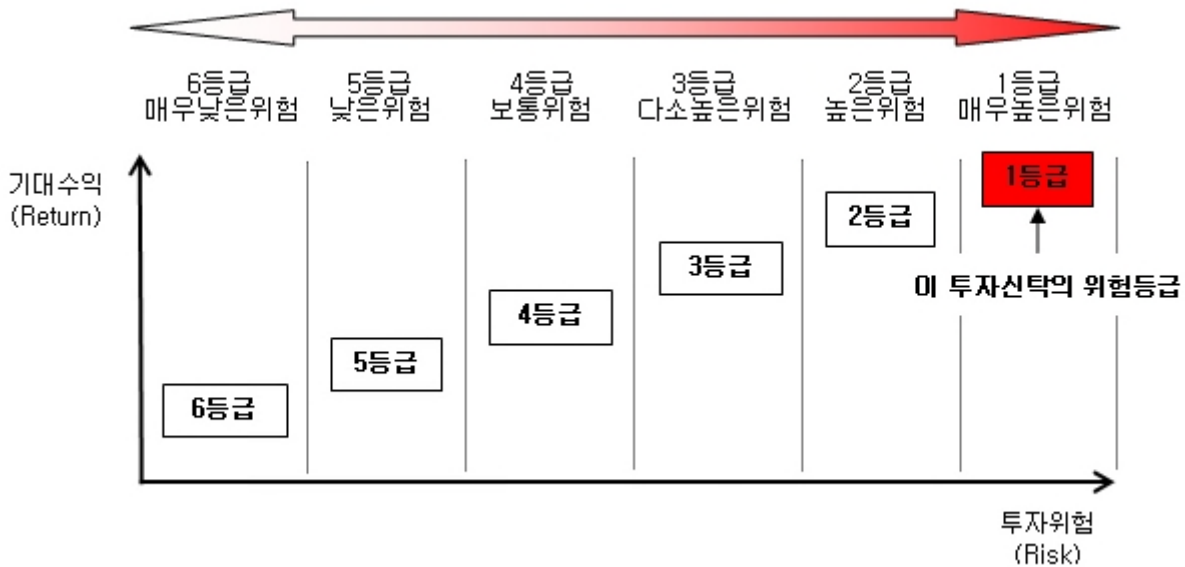 6등급
매우낮은위험
5등급
낮은위험
4등급
보통위험
3등급
다소높은위험
2등급
높은위험
1등급
매우높은위험
기대수익
(Return)
1등급
2등급
3등급
이 투자신탁의 위험등급
4등급
5등급
6등급
투자위험
(Risk)